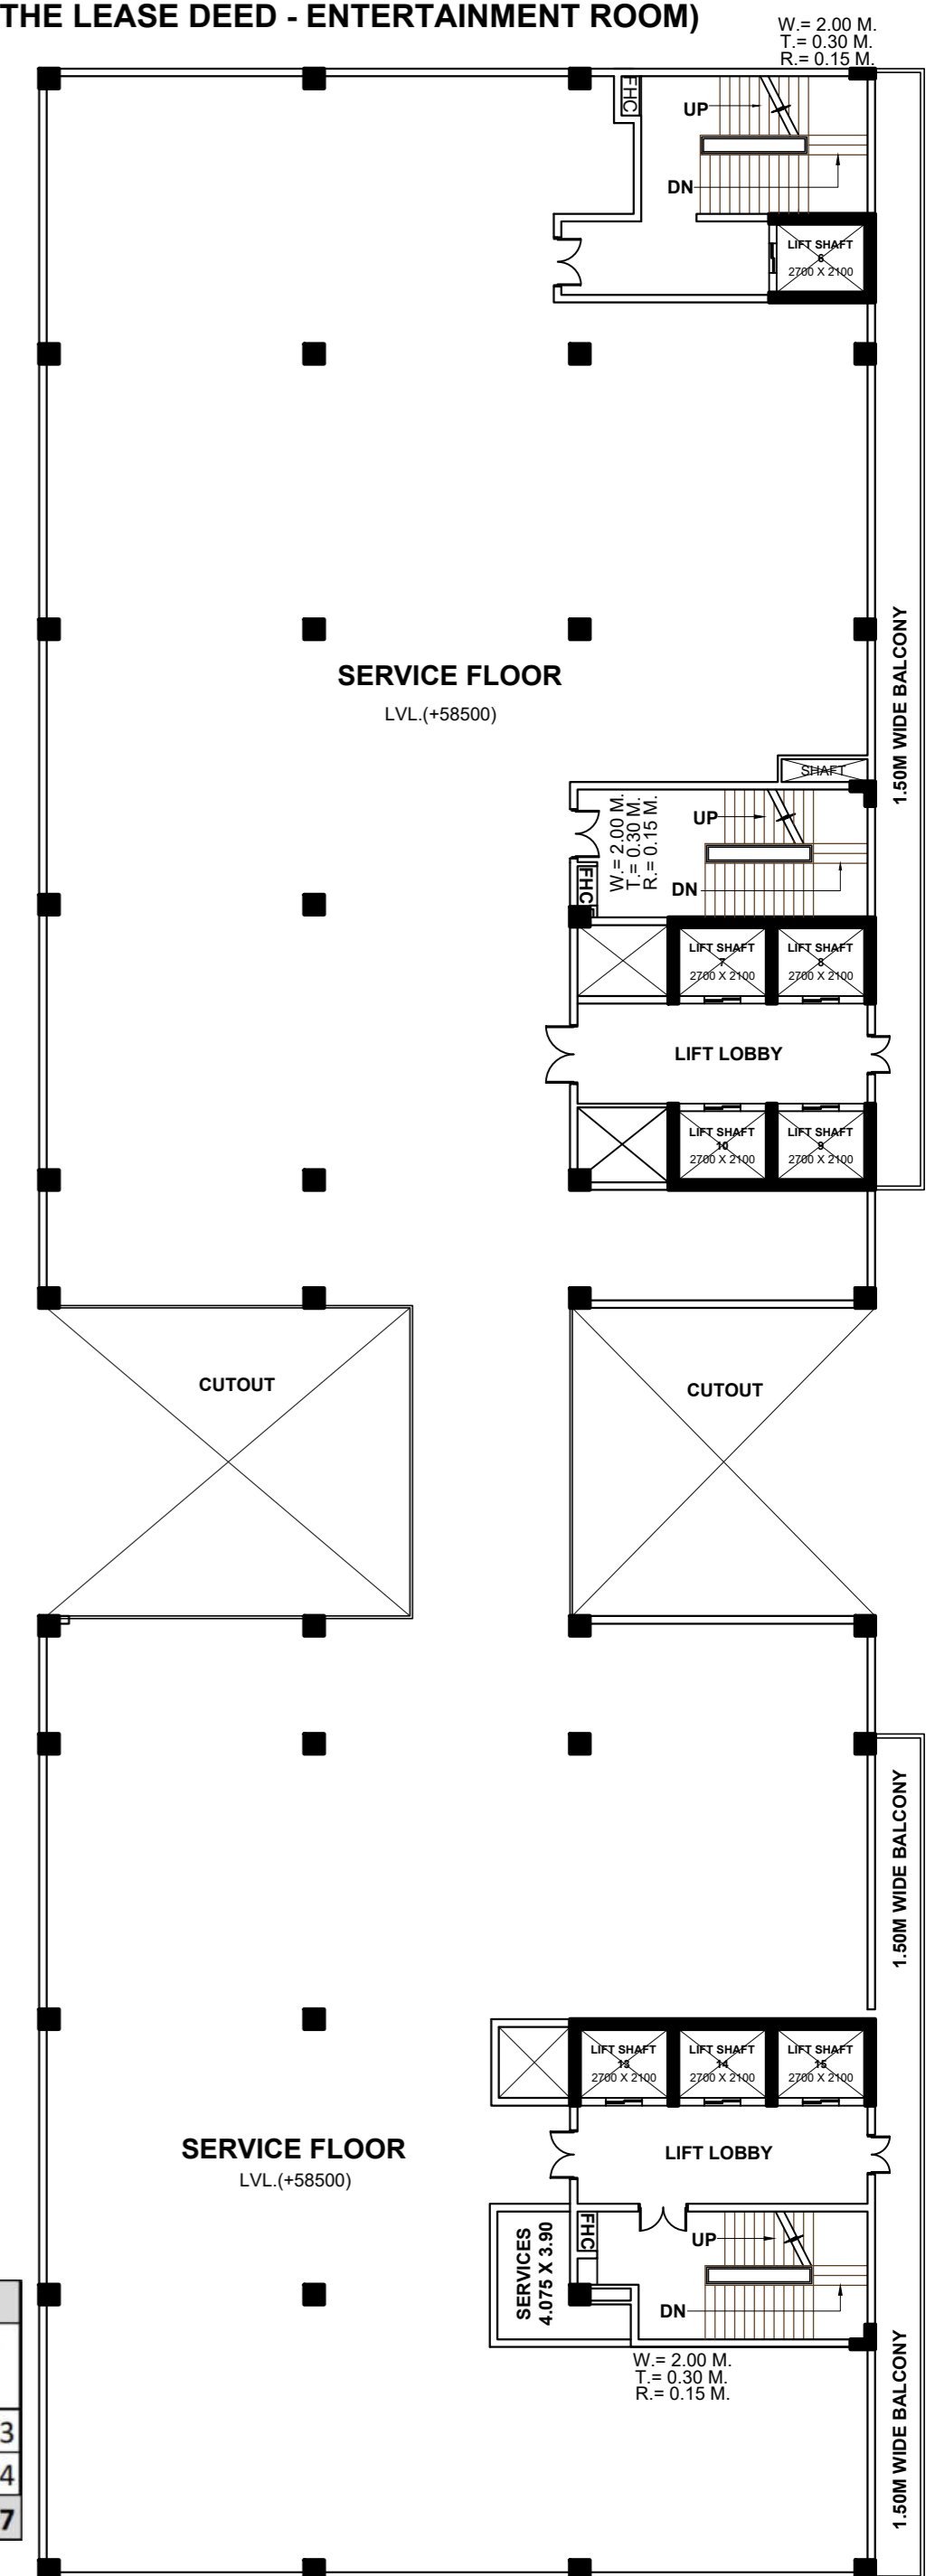 THE LEASE DEED - ENTERTAINMENT ROOM)
W.= 2.00 M.
T.= 0.30 M.
R.= 0.15 M.
FHC
UP
DN
LIFT SHAFT
6
2700 X 2100
SERVICE FLOOR
LVL.(+58500)
1.50M WIDE BALCONY
SHAFT
W.= 2.00 M.
T.= 0.30 M.
R.= 0.15 M.
UP
FHC
DN
LIFT SHAFT
7
2700 X 2100
LIFT SHAFT
8
2700 X 2100
LIFT LOBBY
LIFT SHAFT
10
2700 X 2100
LIFT SHAFT
9
2700 X 2100
CUTOUT
CUTOUT
1.50M WIDE BALCONY
LIFT SHAFT
13
2700 X 2100
LIFT SHAFT
14
2700 X 2100
LIFT SHAFT
15
2700 X 2100
SERVICE FLOOR
LVL.(+58500)
LIFT LOBBY
SERVICES
4.075 X 3.90
FHC
UP
DN
W.= 2.00 M.
T.= 0.30 M.
R.= 0.15 M.
1.50M WIDE BALCONY
3
4
7